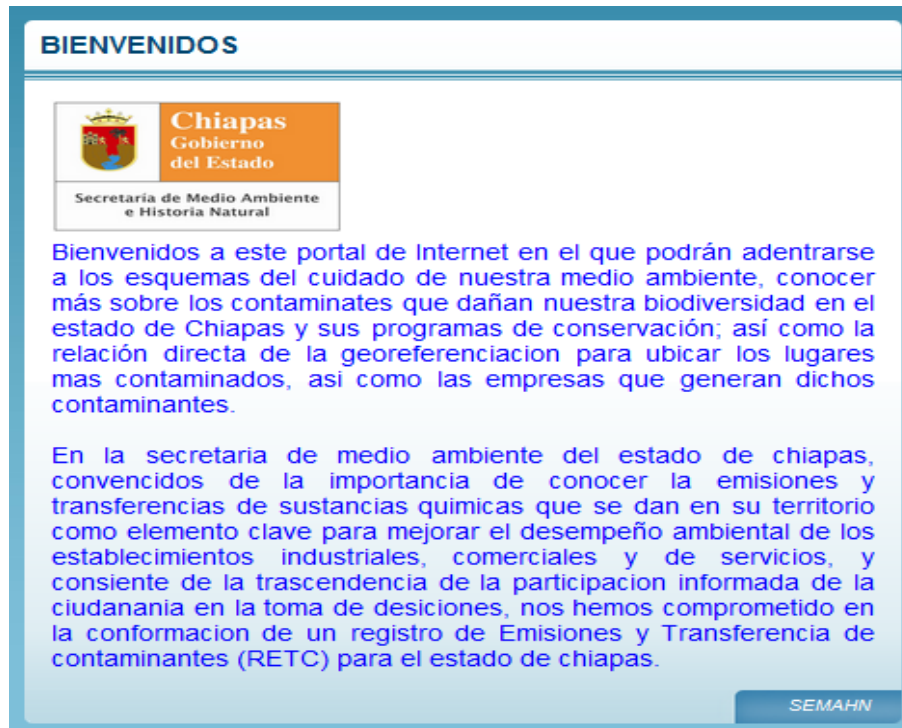 BIENVENIDOS
Chiapas
Gobierno
del Estado
Secretaría de Medio Ambiente
e Historia Natural
Bienvenidos a este portal de Internet en el que podrán adentrarse
a los esquemas del cuidado de nuestra medio ambiente, conocer
más sobre los contaminates que dañan nuestra biodiversidad en el
estado de Chiapas y sus programas de conservación; así como la
relación directa de la georeferenciacion para ubicar los lugares
mas contaminados, asi como las empresas que generan dichos
contaminantes.
En la secretaria de medio ambiente del estado de chiapas,
convencidos de la importancia de conocer la emisiones y
transferencias de sustancias quimicas que se dan en su territorio
como elemento clave para mejorar el desempeño ambiental de los
establecimientos industriales, comerciales y de servicios, y
consiente de la trascendencia de la participacion informada de la
ciudanania en la toma de desiciones, nos hemos comprometido en
la conformacion de un registro de Emisiones y Transferencia de
contaminantes (RETC) para el estado de chiapas.
SEMAHN